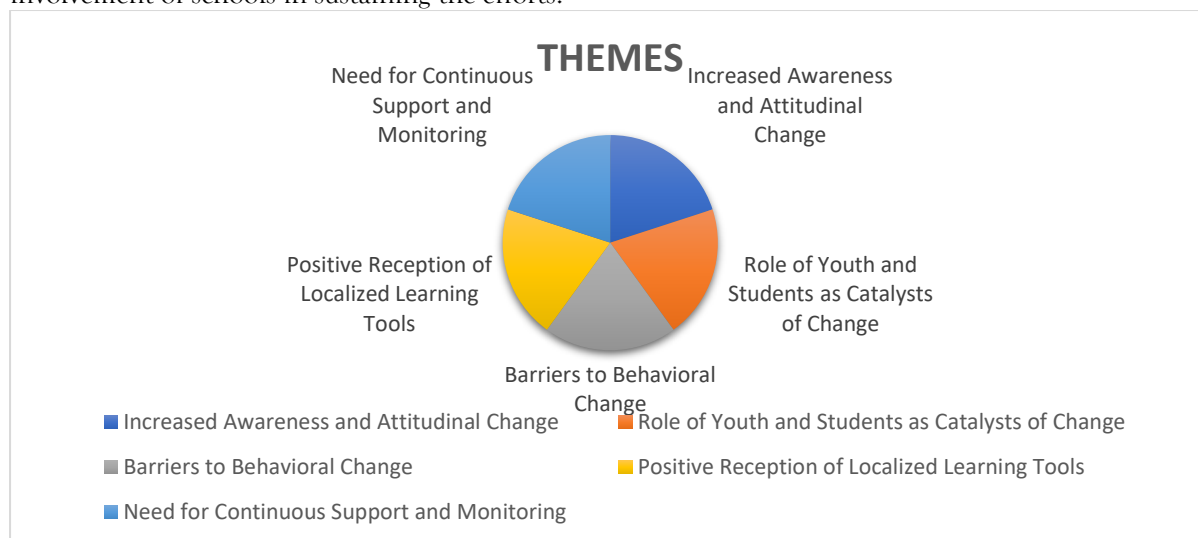 involvement of schools in sustaining the efforts.
THEMES
Need for Continuous
Support and
Monitoring
Increased Awareness
and Attitudinal
Change
Positive Reception of
Localized Learning
Tools
Role of Youth and
Students as Catalysts
of Change
Barriers to Behavioral
Change
Increased Awareness and Attitudinal Change
Role of Youth and Students as Catalysts of Change
Barriers to Behavioral Change
Positive Reception of Localized Learning Tools
Need for Continuous Support and Monitoring